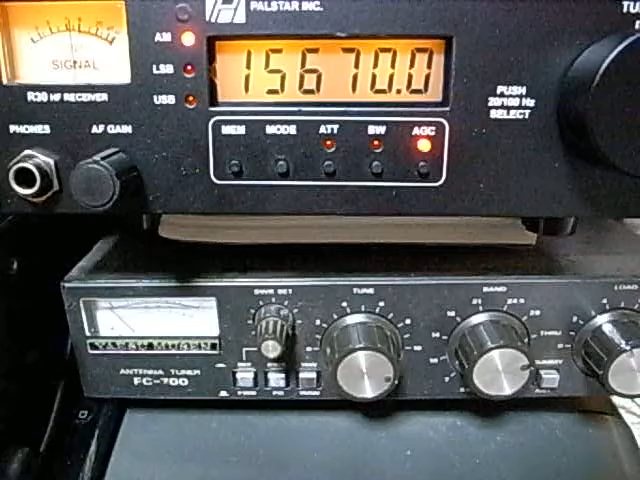 PALSTAR INC.
AM
LSB
USB
SIGNAL
15670.0
R30 HF RECEIVER
PUSH
20/100 Hz
SELECT
PHONES
AF GAIN
MEM MODE ATT BW AGC
SWR SET
TUNE
BAND
LOAD
YAESU MUSEN
ANTENNA TUNER
FC-700
THRU